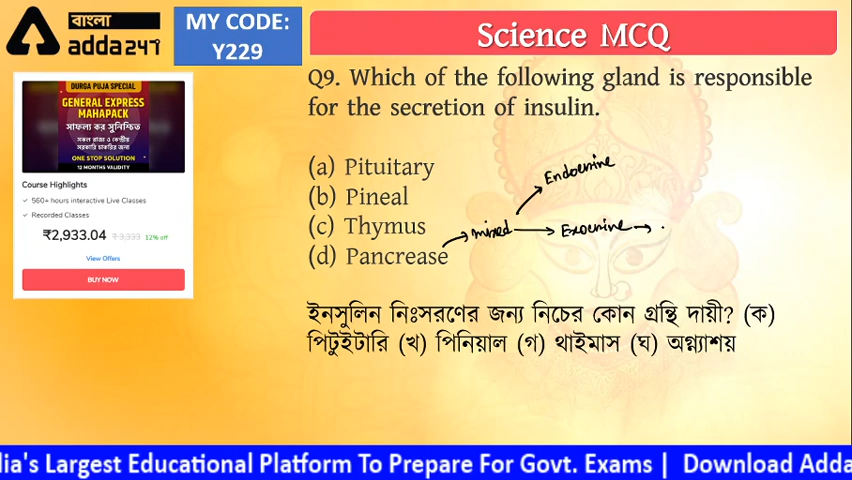 বাংলা
adda247
MY CODE:
Y229
Science MCQ
DURGA PUJA SPECIAL
GENERAL EXPRESS
MAHAPACK
সাফল্য কর সুনিশ্চিত
সকল রাজ্য ও কেন্দ্রীয়
সরকারি চাকরির জন্য
ONE STOP SOLUTION
12 MONTHS VALIDITY
Course Highlights
560+ hours interactive Live Classes
Recorded Classes
₹2,933.04 ₹ 3,333 12% off
View Offers
BUY NOW
Q9. Which of the following gland is responsible
for the secretion of insulin.
(a) Pituitary
(b) Pineal
(c) Thymus
(d) Pancrease
mixed
Endocrine
Exocrine
ইনসুলিন নিঃসরণের জন্য নিচের কোন গ্রন্থি দায়ী? (ক)
পিটুইটারি (খ) পিনিয়াল (গ) থাইমাস (ঘ) অগ্ন্যাশয়
dia's Largest Educational Platform To Prepare For Govt. Exams | Download Adda